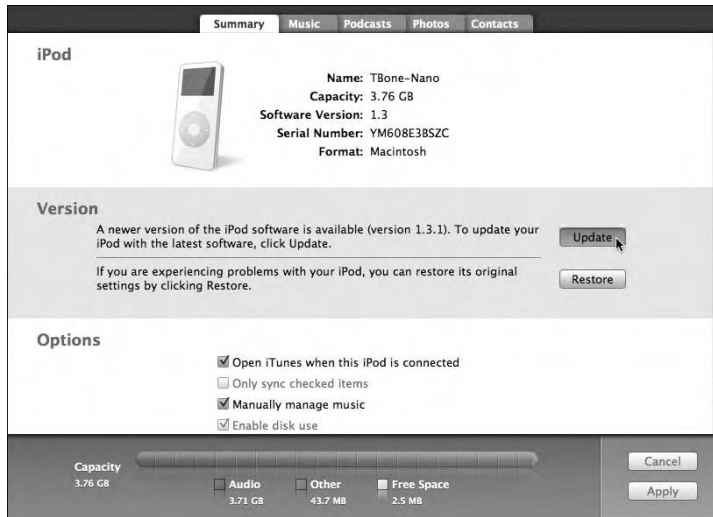 Summary Music Podcasts Photos Contacts
iPod
Name: TBone-Nano
Capacity: 3.76 GB
Software Version: 1.3
Serial Number: YM608E3BSZC
Format: Macintosh
Version
A newer version of the iPod software is available (version 1.3.1). To update your
iPod with the latest software, click Update.
Update
If you are experiencing problems with your iPod, you can restore its original
settings by clicking Restore.
Restore
Options
Open iTunes when this iPod is connected
Only sync checked items
Manually manage music
Enable disk use
Capacity
3.76 GB
Audio
3.71 GB
Other
43.7 MB
Free Space
2.5 MB
Cancel
Apply